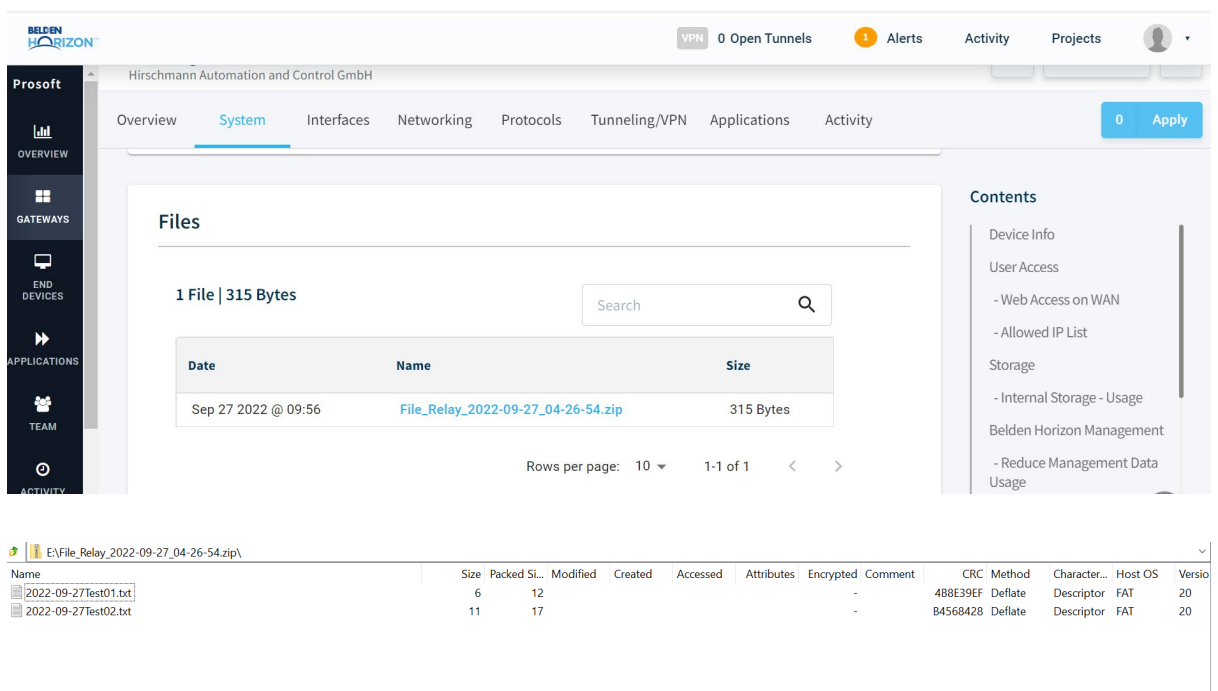 BELDEN
HORIZON™
VPN 0 Open Tunnels 1 Alerts Activity Projects
Prosoft
Hirschmann Automation and Control GmbH
Overview System Interfaces Networking Protocols Tunneling/VPN Applications Activity 0 Apply
OVERVIEW
GATEWAYS
END
DEVICES
APPLICATIONS
TEAM
ACTIVITY
Files
1 File | 315 Bytes
Search
Date Name Size
Sep 27 2022 @ 09:56 File_Relay_2022-09-27_04-26-54.zip 315 Bytes
Rows per page: 10 1-1 of 1
Contents
Device Info
User Access
- Web Access on WAN
- Allowed IP List
Storage
- Internal Storage - Usage
Belden Horizon Management
- Reduce Management Data
Usage
E:\File_Relay_2022-09-27_04-26-54.zip\
Name Size Packed Si... Modified Created Accessed Attributes Encrypted Comment CRC Method Character... Host OS Versio
2022-09-27Test01.txt 6 12 - 4B8E39EF Deflate Descriptor FAT 20
2022-09-27Test02.txt 11 17 - B4568428 Deflate Descriptor FAT 20